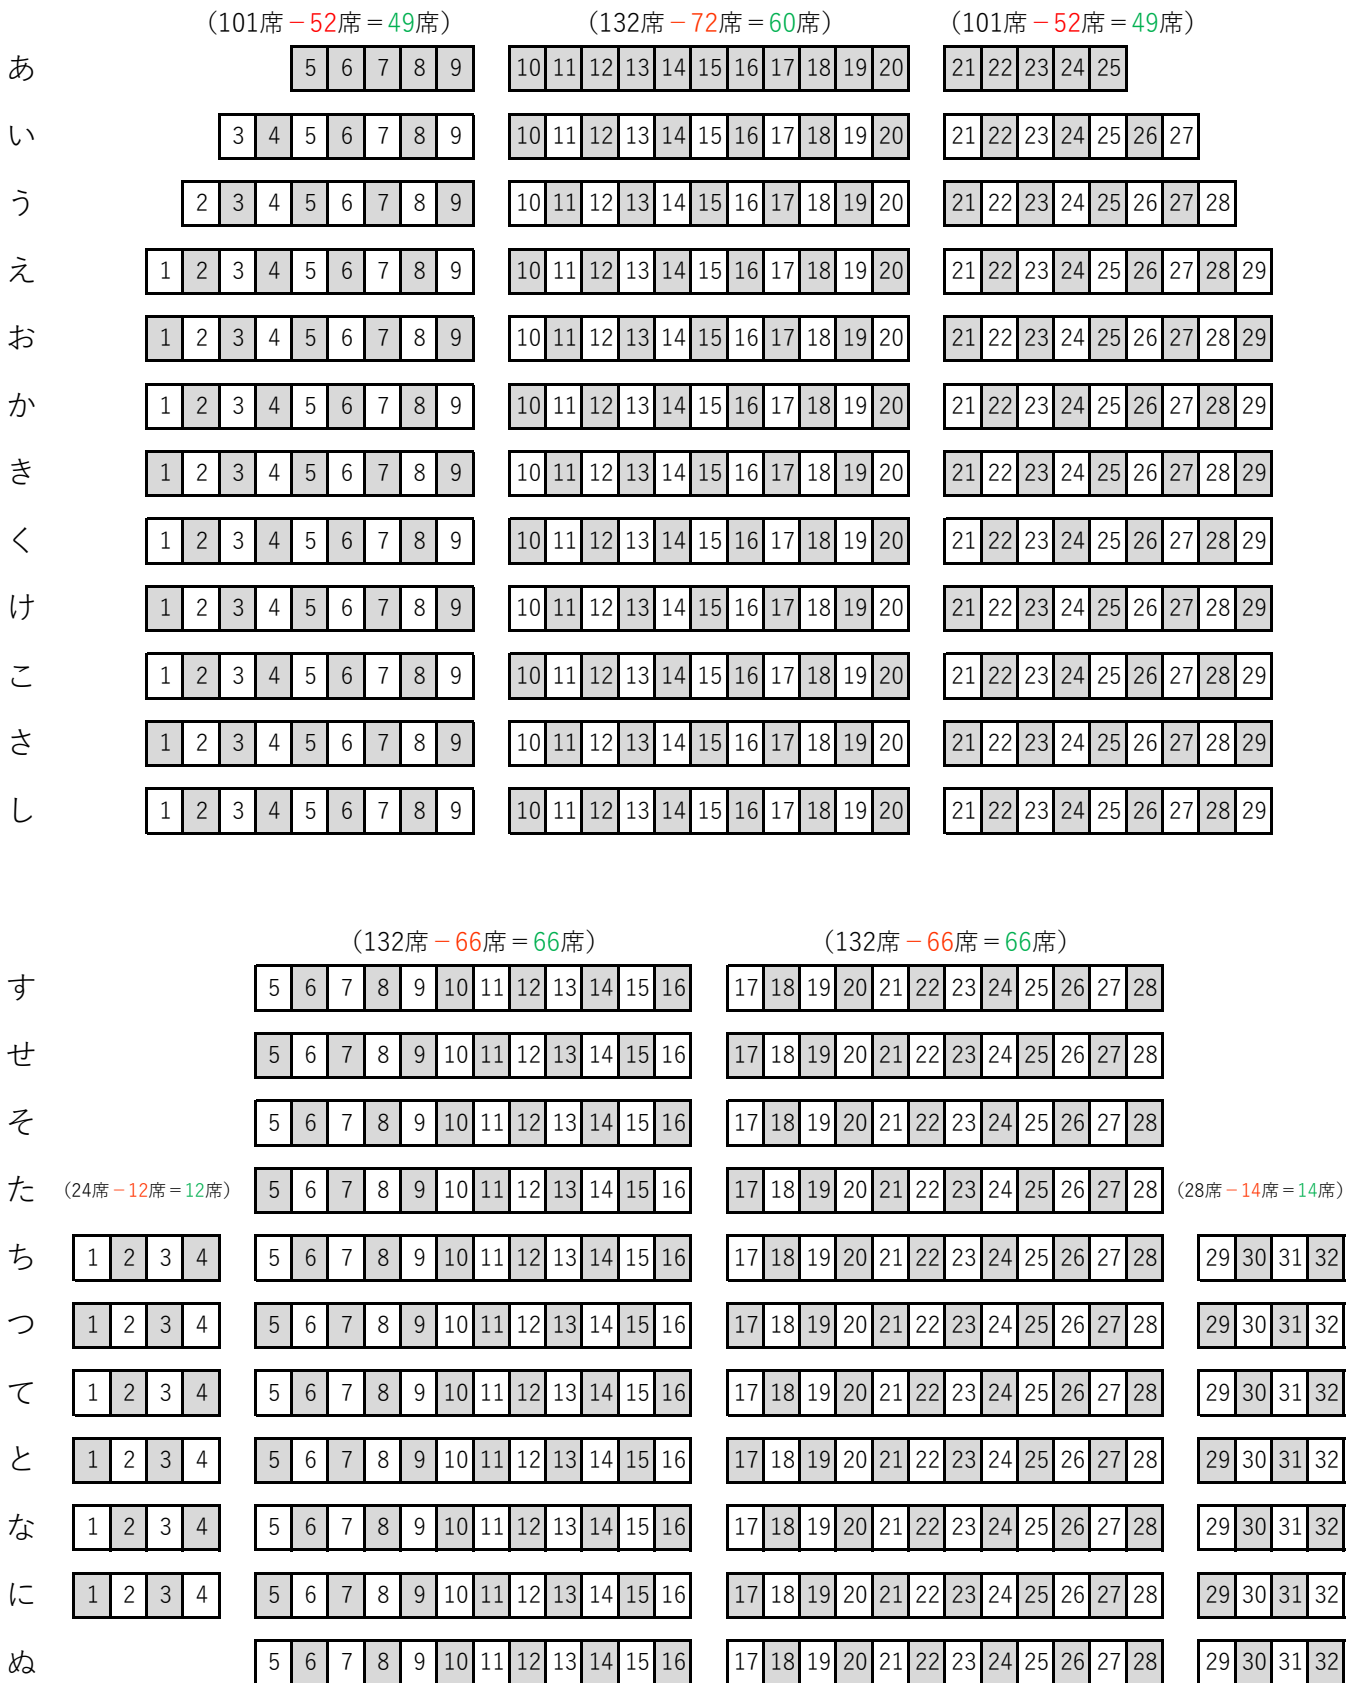 (101席－52席＝49席) (132席－72席＝60席) (101席－52席＝49席)
あ 5 6 7 8 9 10 11 12 13 14 15 16 17 18 19 20 21 22 23 24 25
い 3 4 5 6 7 8 9 10 11 12 13 14 15 16 17 18 19 20 21 22 23 24 25 26 27
う 2 3 4 5 6 7 8 9 10 11 12 13 14 15 16 17 18 19 20 21 22 23 24 25 26 27 28
え 1 2 3 4 5 6 7 8 9 10 11 12 13 14 15 16 17 18 19 20 21 22 23 24 25 26 27 28 29
お 1 2 3 4 5 6 7 8 9 10 11 12 13 14 15 16 17 18 19 20 21 22 23 24 25 26 27 28 29
か 1 2 3 4 5 6 7 8 9 10 11 12 13 14 15 16 17 18 19 20 21 22 23 24 25 26 27 28 29
き 1 2 3 4 5 6 7 8 9 10 11 12 13 14 15 16 17 18 19 20 21 22 23 24 25 26 27 28 29
く 1 2 3 4 5 6 7 8 9 10 11 12 13 14 15 16 17 18 19 20 21 22 23 24 25 26 27 28 29
け 1 2 3 4 5 6 7 8 9 10 11 12 13 14 15 16 17 18 19 20 21 22 23 24 25 26 27 28 29
こ 1 2 3 4 5 6 7 8 9 10 11 12 13 14 15 16 17 18 19 20 21 22 23 24 25 26 27 28 29
さ 1 2 3 4 5 6 7 8 9 10 11 12 13 14 15 16 17 18 19 20 21 22 23 24 25 26 27 28 29
し 1 2 3 4 5 6 7 8 9 10 11 12 13 14 15 16 17 18 19 20 21 22 23 24 25 26 27 28 29
(132席－66席＝66席) (132席－66席＝66席)
す 5 6 7 8 9 10 11 12 13 14 15 16 17 18 19 20 21 22 23 24 25 26 27 28
せ 5 6 7 8 9 10 11 12 13 14 15 16 17 18 19 20 21 22 23 24 25 26 27 28
そ 5 6 7 8 9 10 11 12 13 14 15 16 17 18 19 20 21 22 23 24 25 26 27 28
た (24席－12席＝12席) 5 6 7 8 9 10 11 12 13 14 15 16 17 18 19 20 21 22 23 24 25 26 27 28 (28席－14席＝14席)
ち 1 2 3 4 5 6 7 8 9 10 11 12 13 14 15 16 17 18 19 20 21 22 23 24 25 26 27 28 29 30 31 32
つ 1 2 3 4 5 6 7 8 9 10 11 12 13 14 15 16 17 18 19 20 21 22 23 24 25 26 27 28 29 30 31 32
て 1 2 3 4 5 6 7 8 9 10 11 12 13 14 15 16 17 18 19 20 21 22 23 24 25 26 27 28 29 30 31 32
と 1 2 3 4 5 6 7 8 9 10 11 12 13 14 15 16 17 18 19 20 21 22 23 24 25 26 27 28 29 30 31 32
な 1 2 3 4 5 6 7 8 9 10 11 12 13 14 15 16 17 18 19 20 21 22 23 24 25 26 27 28 29 30 31 32
に 1 2 3 4 5 6 7 8 9 10 11 12 13 14 15 16 17 18 19 20 21 22 23 24 25 26 27 28 29 30 31 32
ぬ 5 6 7 8 9 10 11 12 13 14 15 16 17 18 19 20 21 22 23 24 25 26 27 28 29 30 31 32